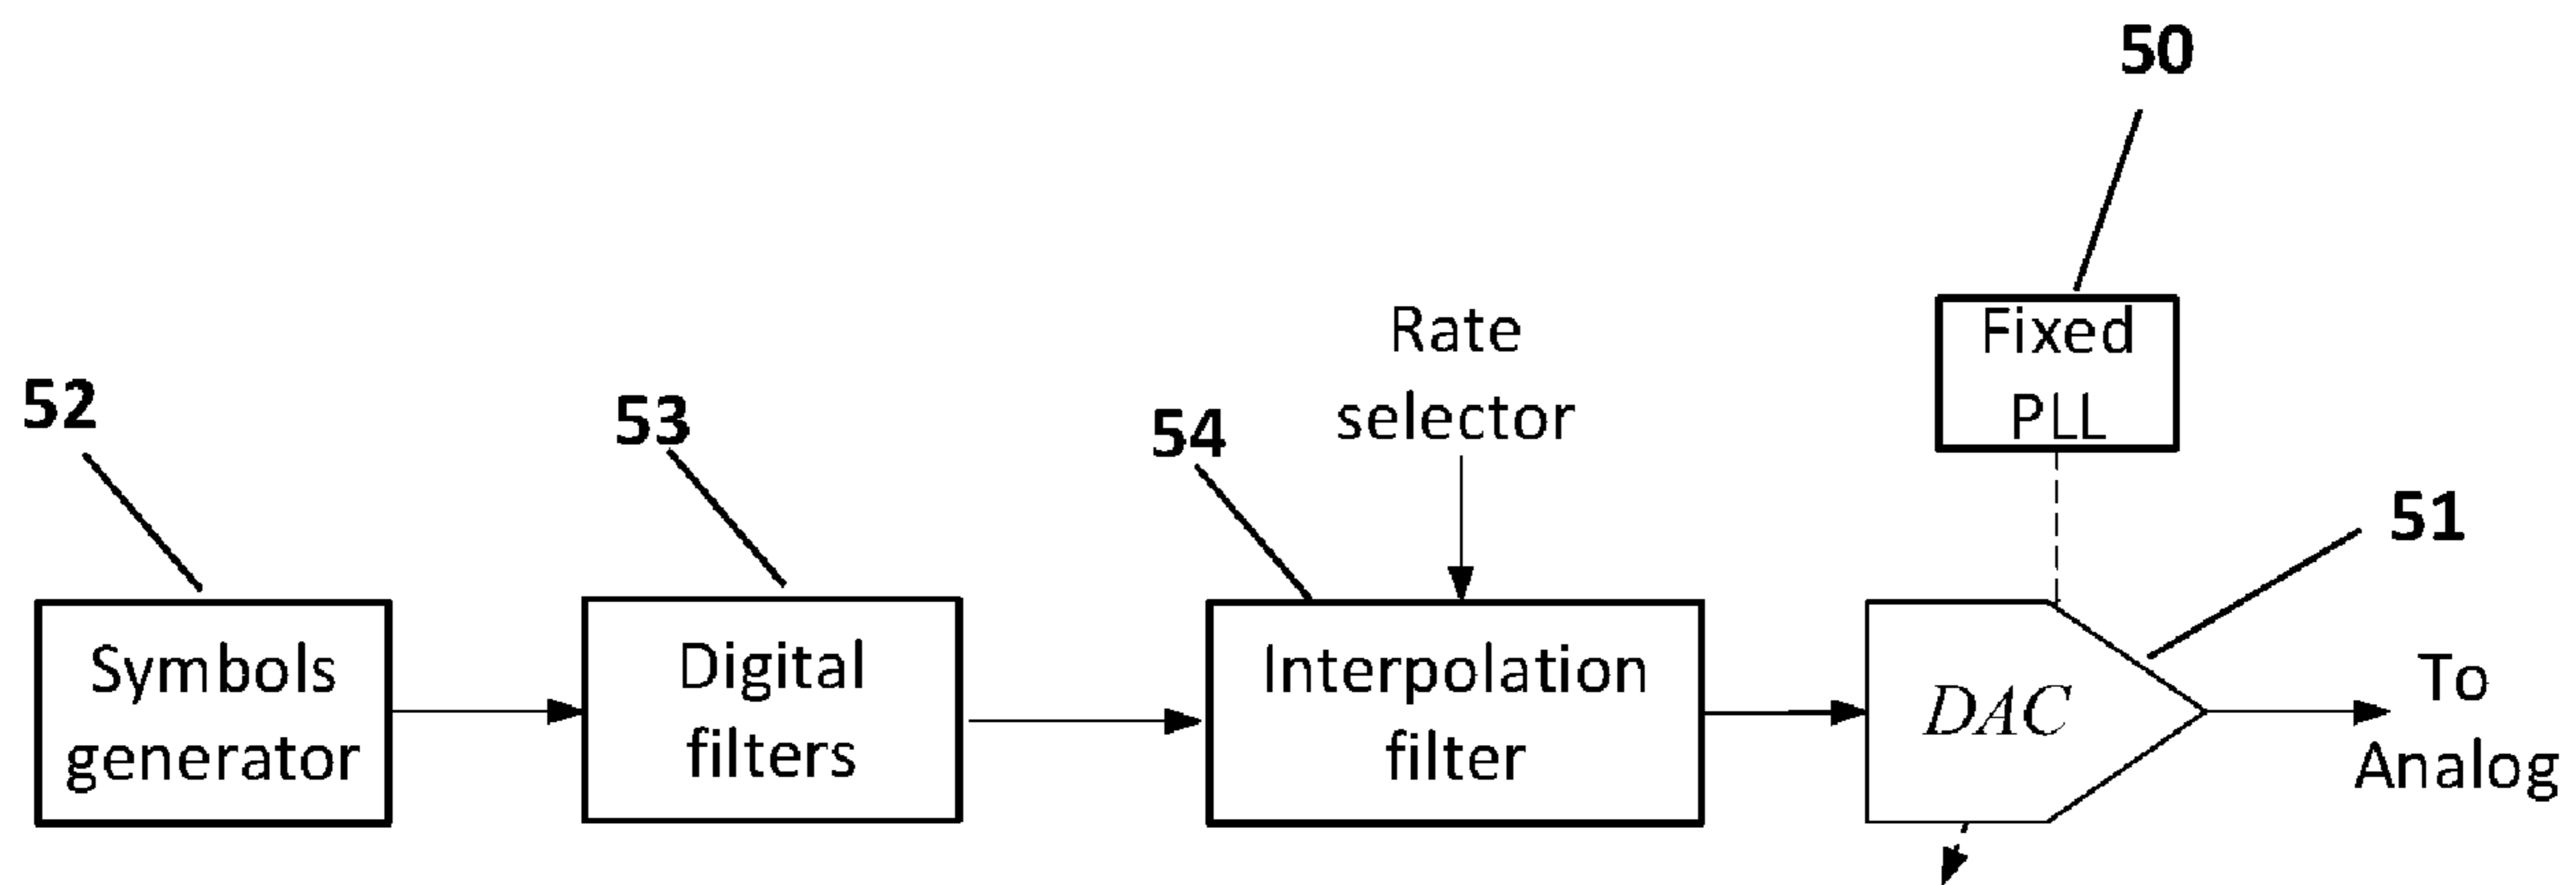 50
Fixed
PLL
Rate
selector
52
53
54
51
Symbols
generator
Digital
filters
Interpolation
filter
DAC
To
Analog